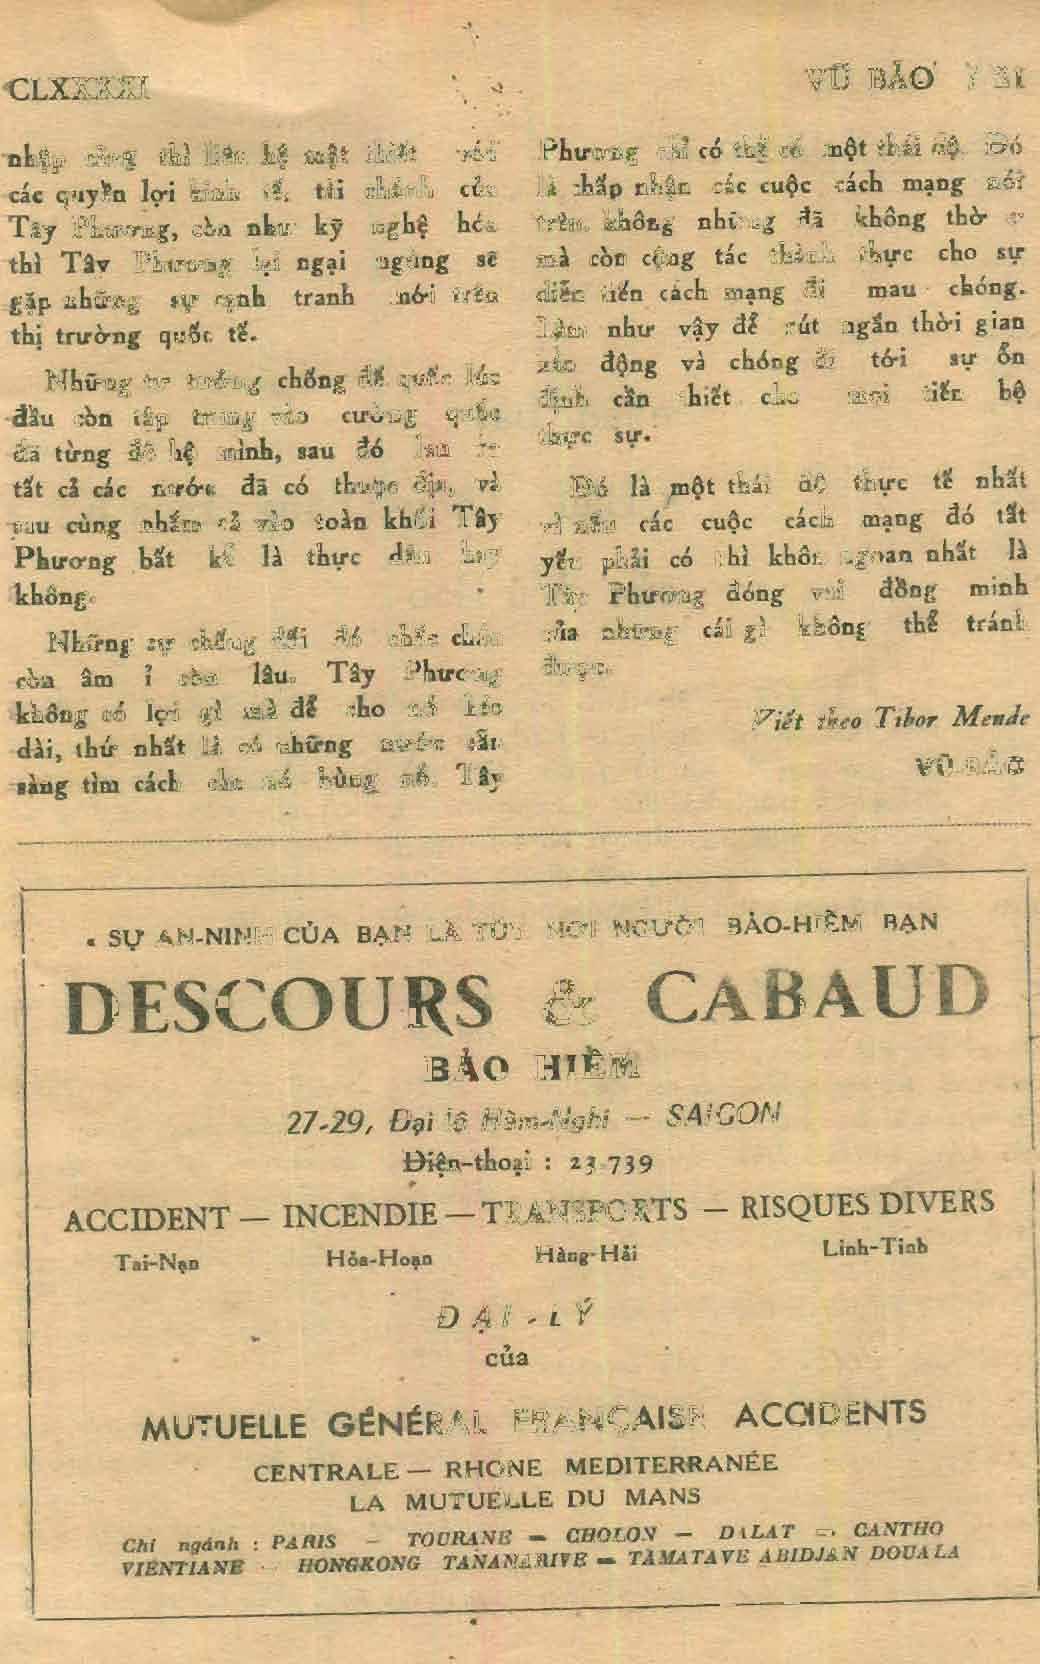 CLXXXXI
VŨ BẢO
nhập cảng thì liên hệ mật thiết với
các quyền lợi kinh tế, tài chánh của
Tây Phương, còn như kỹ nghệ hóa
thì Tây Phương lại ngại ngùng sẽ
gặp những sự cạnh tranh mới trên
thị trường quốc tế.
Những tư tưởng chống đế quốc lúc
đầu còn tập trung vào cường quốc
đã từng đô hộ mình, sau đó lan ra
tất cả các nước đã có thuộc địa, và
sau cùng nhắm cả vào toàn khối Tây
Phương bất kể là thực dân hay
không.
Những sự chống đối đó chắc chắn
còn âm ỉ còn lâu. Tây Phương
không có lợi gì mà để cho nó kéo
dài, thứ nhất là có những nước sẵn
sàng tìm cách cho nó bùng nổ. Tây
Phương chỉ có thể có một thái độ. Đó
là chấp nhận các cuộc cách mạng nói
trên, không những đã không thờ ơ
mà còn cộng tác thành thực cho sự
diễn tiến cách mạng đi mau chóng.
Làm như vậy để rút ngắn thời gian
xáo động và chóng đi tới sự ổn
định cần thiết cho mọi tiến bộ
thực sự.
Đó là một thái độ thực tế nhất
vì nếu các cuộc cách mạng đó tất
yếu phải có thì khôn ngoan nhất là
Tây Phương đóng vai đồng minh
của những cái gì không thể tránh
được.
Viết theo Tibor Mende
VŨ BẢO
« SỰ AN-NINH CỦA BẠN LÀ TÙY NƠI NGƯỜI BẢO-HIỂM BẠN
DESCOURS & CABAUD
BẢO HIỂM
27-29, Đại lộ Hàm-Nghi — SAIGON
Điện-thoại : 23.739
ACCIDENT — INCENDIE — TRANSPORTS — RISQUES DIVERS
Tai-Nạn Hỏa-Hoạn Hàng-Hải Linh-Tinh
ĐẠI-LÝ
của
MUTUELLE GÉNÉRAL FRANÇAISE ACCIDENTS
CENTRALE — RHONE MEDITERRANÉE
LA MUTUELLE DU MANS
Chi ngánh : PARIS — TOURANE — CHOLON — DALAT — CANTHO
VIENTIANE — HONGKONG TANANARIVE — TAMATAVE ABIDJAN DOUALA